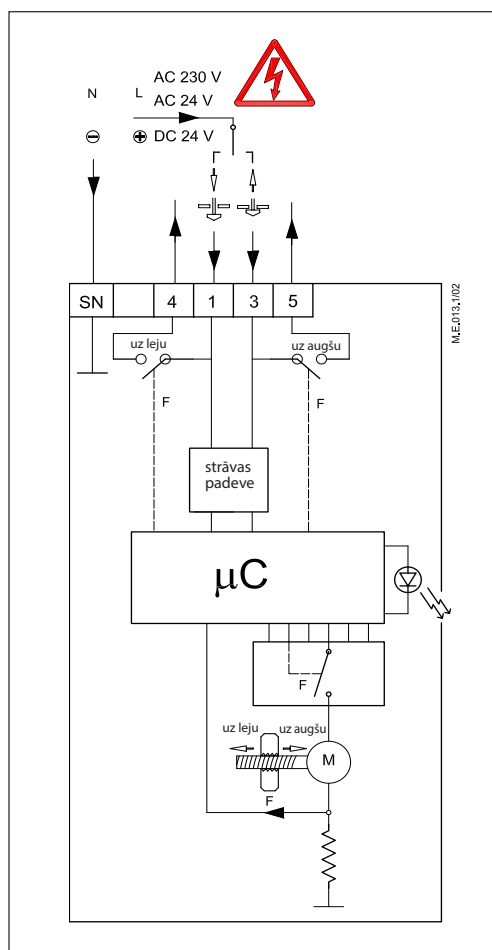 AC 230 V
N L AC 24 V
⊖ ⊕ DC 24 V
SN 4 1 3 5
M.E.013.1/02
uz leju uz augšu
F F
strāvas
padeve
µC
F
uz leju uz augšu
M
F